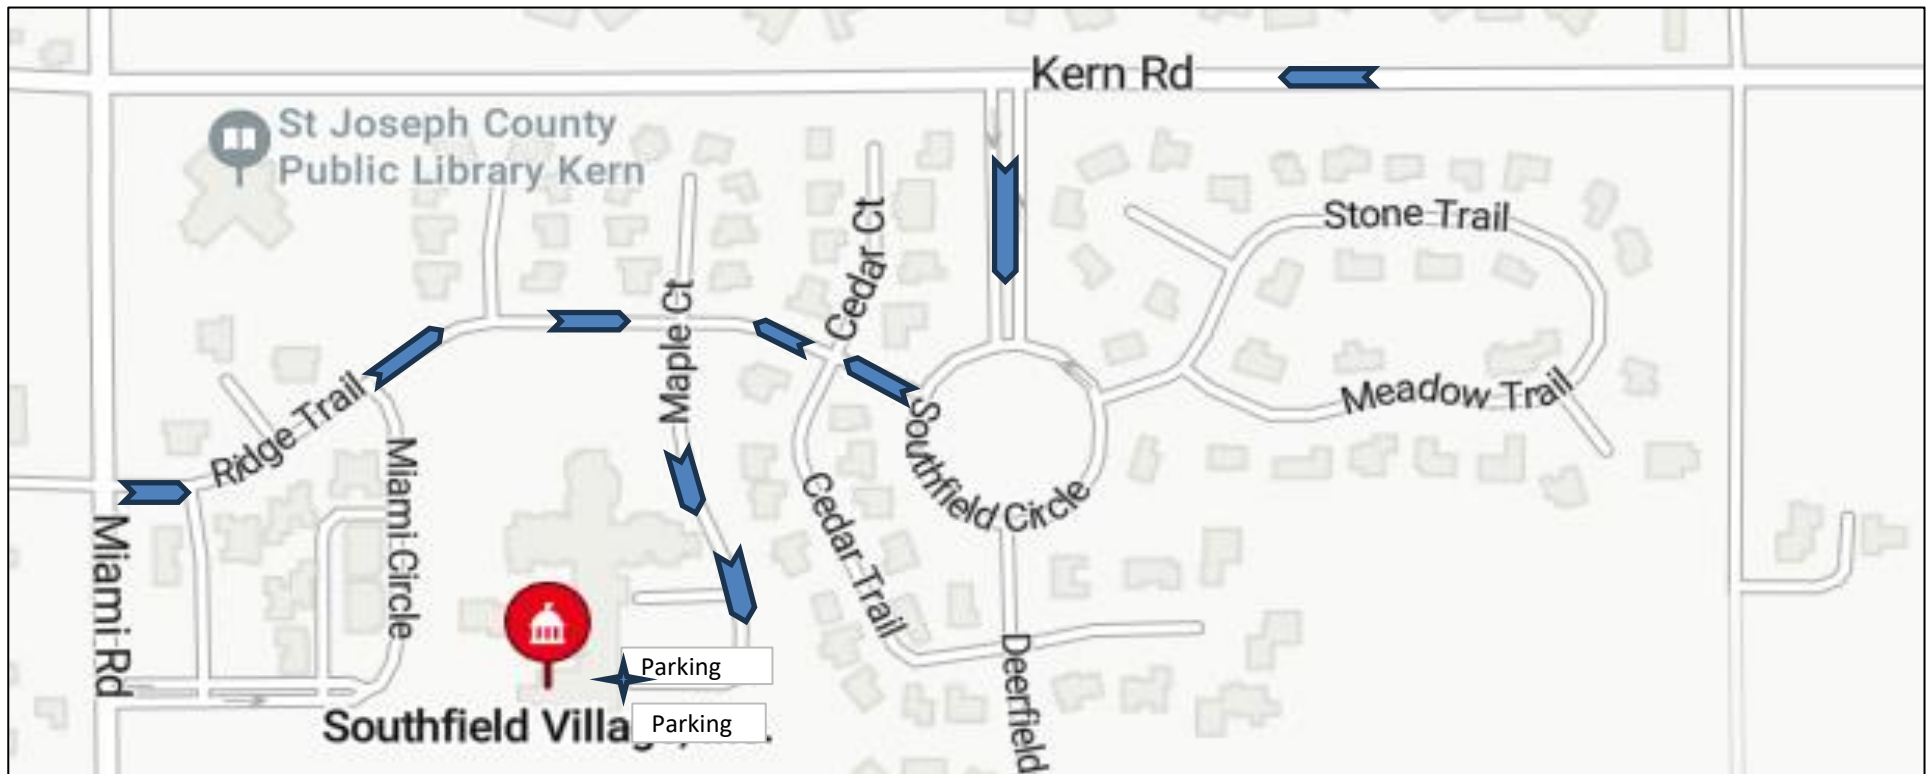 Kern Rd
St Joseph County
Public Library Kern
Stone Trail
Cedar Ct
Maple Ct
Meadow Trail
Ridge Trail
Southfield Circle
Miami Circle
Cedar Trail
Miami Rd
Deerfield
Parking
Parking
Southfield